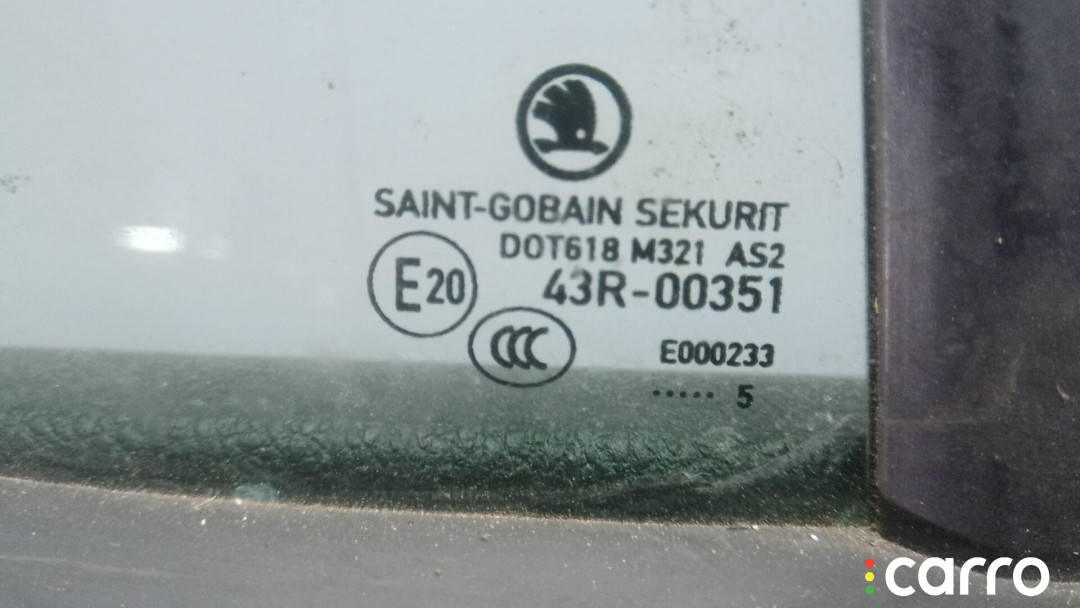 SAINT-GOBAIN SEKURIT
DOT618 M321 AS2
E20 43R-00351
CCC
E000233
..... 5
carro